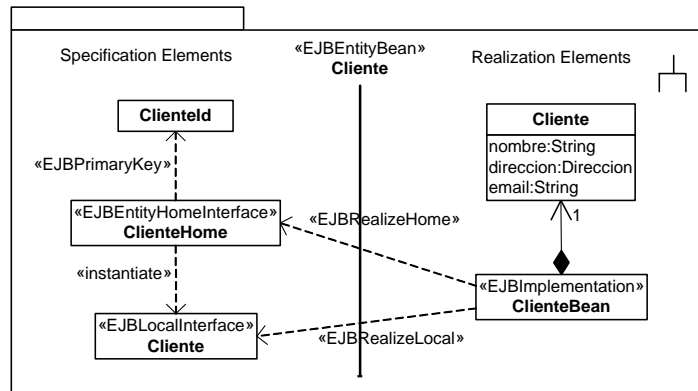 Specification Elements
«EJBEntityBean»
Cliente
Realization Elements
ClienteId
Cliente
nombre:String
direccion:Direccion
email:String
«EJBPrimaryKey»
«EJBEntityHomeInterface»
ClienteHome
«EJBRealizeHome»
1
«instantiate»
«EJBImplementation»
ClienteBean
«EJBLocalInterface»
Cliente
«EJBRealizeLocal»